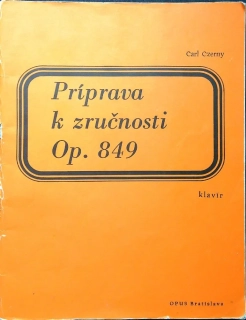 Carl Czerny
Príprava
k zručnosti
Op. 849
klavír
OPUS Bratislava